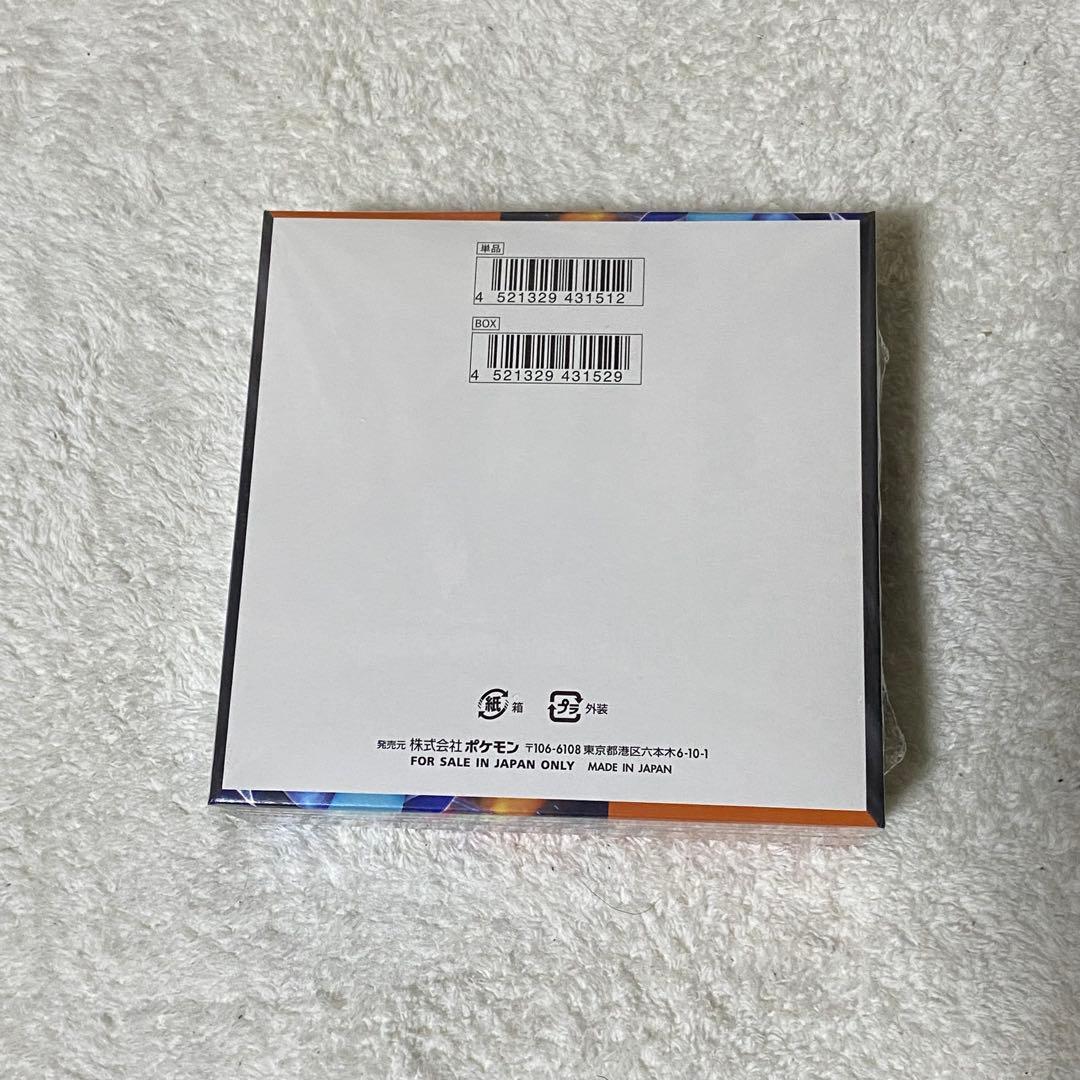 単品
4 521329 431512
BOX
4 521329 431529
紙 箱 プラ 外装
発売元 株式会社 ポケモン 〒106-6108 東京都港区六本木6-10-1
FOR SALE IN JAPAN ONLY MADE IN JAPAN